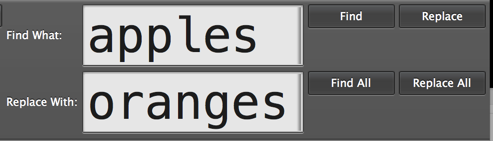 Find What: apples Find Replace
Replace With: oranges Find All Replace All